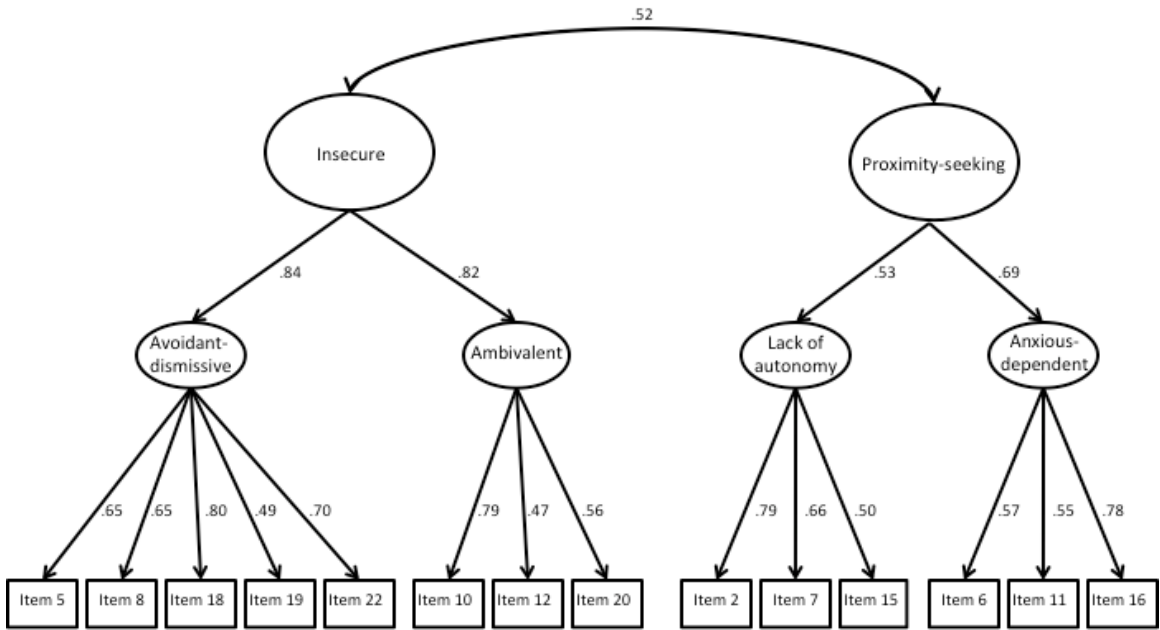 .52
Insecure
Proximity-seeking
.84
.82
.53
.69
Avoidant-
dismissive
Ambivalent
Lack of
autonomy
Anxious-
dependent
.65
.65
.80
.49
.70
.79
.47
.56
.79
.66
.50
.57
.55
.78
Item 5
Item 8
Item 18
Item 19
Item 22
Item 10
Item 12
Item 20
Item 2
Item 7
Item 15
Item 6
Item 11
Item 16